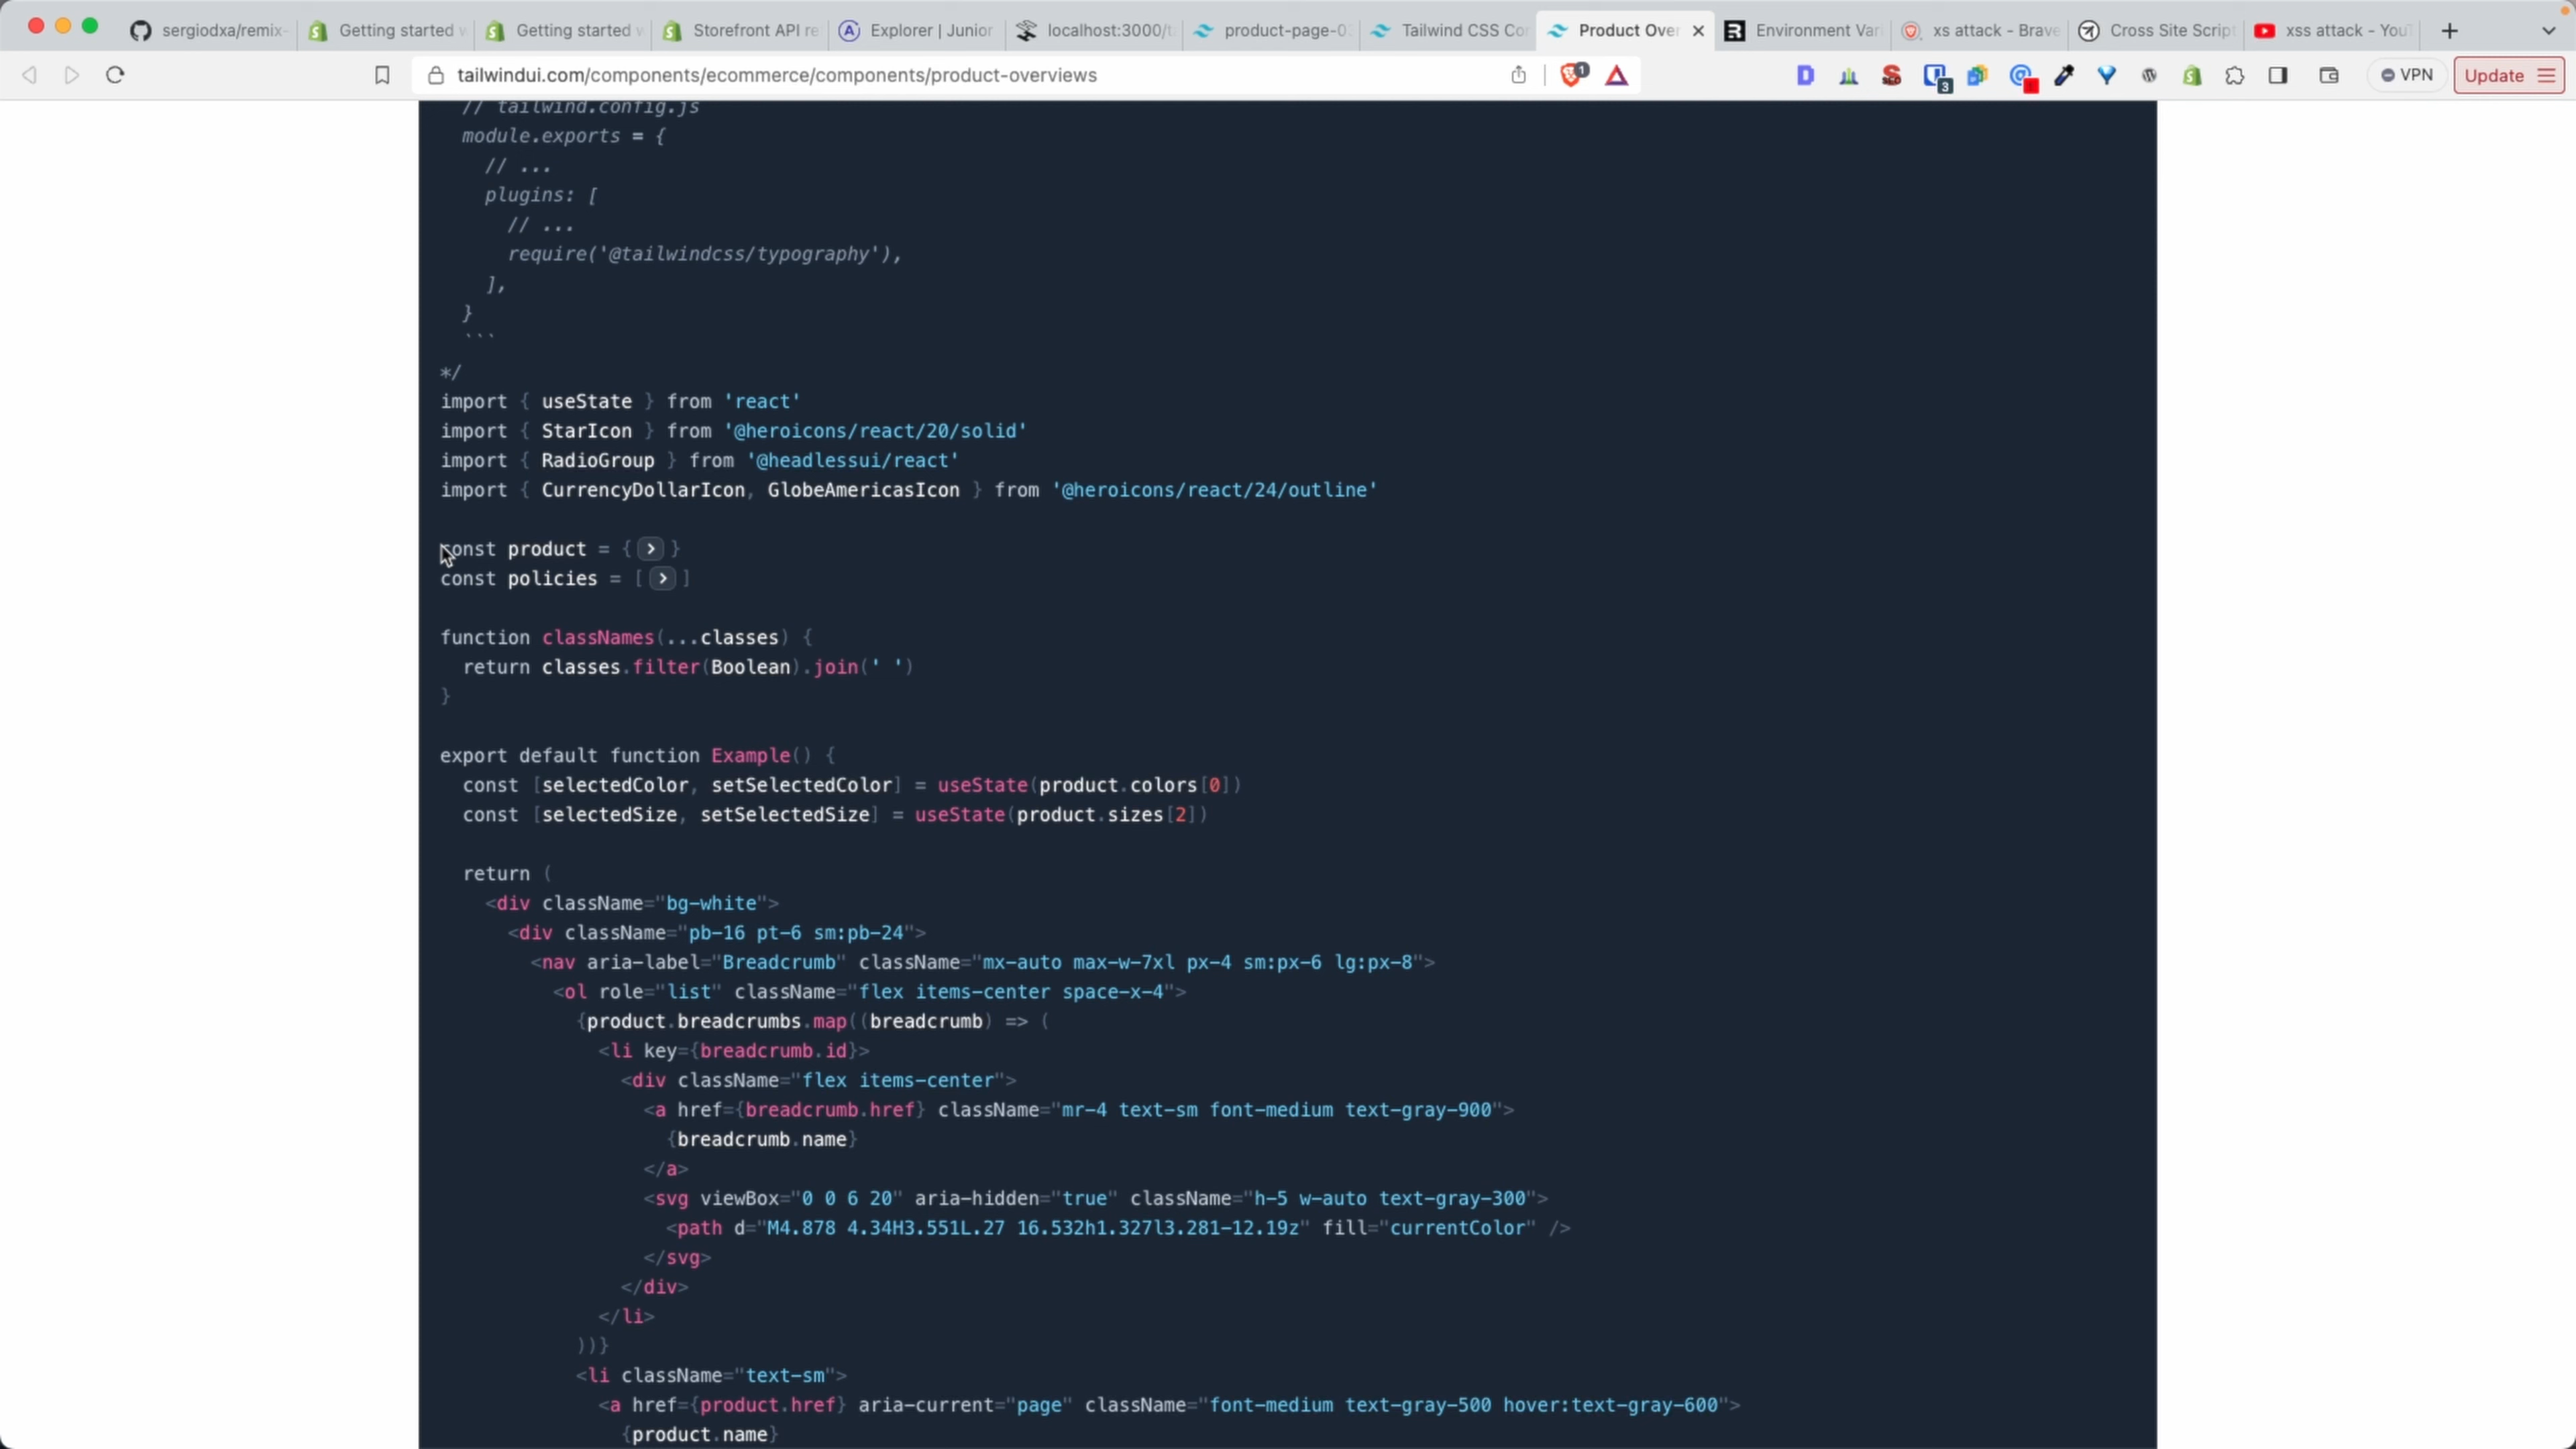 sergiodxa/remix-
Getting started w
Getting started w
Storefront API re
Explorer | Junior
localhost:3000/t
product-page-0
Tailwind CSS Co
Product Over
Environment Var
xs attack - Brave
Cross Site Script
xss attack - YouT
tailwindui.com/components/ecommerce/components/product-overviews
1
3
VPN
Update
// tailwind.config.js
module.exports = {
// ...
plugins: [
// ...
require('@tailwindcss/typography'),
],
}
```
*/
import { useState } from 'react'
import { StarIcon } from '@heroicons/react/20/solid'
import { RadioGroup } from '@headlessui/react'
import { CurrencyDollarIcon, GlobeAmericasIcon } from '@heroicons/react/24/outline'
const product = { > }
const policies = [ > ]
function classNames(...classes) {
return classes.filter(Boolean).join(' ')
}
export default function Example() {
const [selectedColor, setSelectedColor] = useState(product.colors[0])
const [selectedSize, setSelectedSize] = useState(product.sizes[2])
return (
<div className="bg-white">
<div className="pb-16 pt-6 sm:pb-24">
<nav aria-label="Breadcrumb" className="mx-auto max-w-7xl px-4 sm:px-6 lg:px-8">
<ol role="list" className="flex items-center space-x-4">
{product.breadcrumbs.map((breadcrumb) => (
<li key={breadcrumb.id}>
<div className="flex items-center">
<a href={breadcrumb.href} className="mr-4 text-sm font-medium text-gray-900">
{breadcrumb.name}
</a>
<svg viewBox="0 0 6 20" aria-hidden="true" className="h-5 w-auto text-gray-300">
<path d="M4.878 4.34H3.551L.27 16.532h1.327l3.281-12.19z" fill="currentColor" />
</svg>
</div>
</li>
))}
<li className="text-sm">
<a href={product.href} aria-current="page" className="font-medium text-gray-500 hover:text-gray-600">
{product.name}